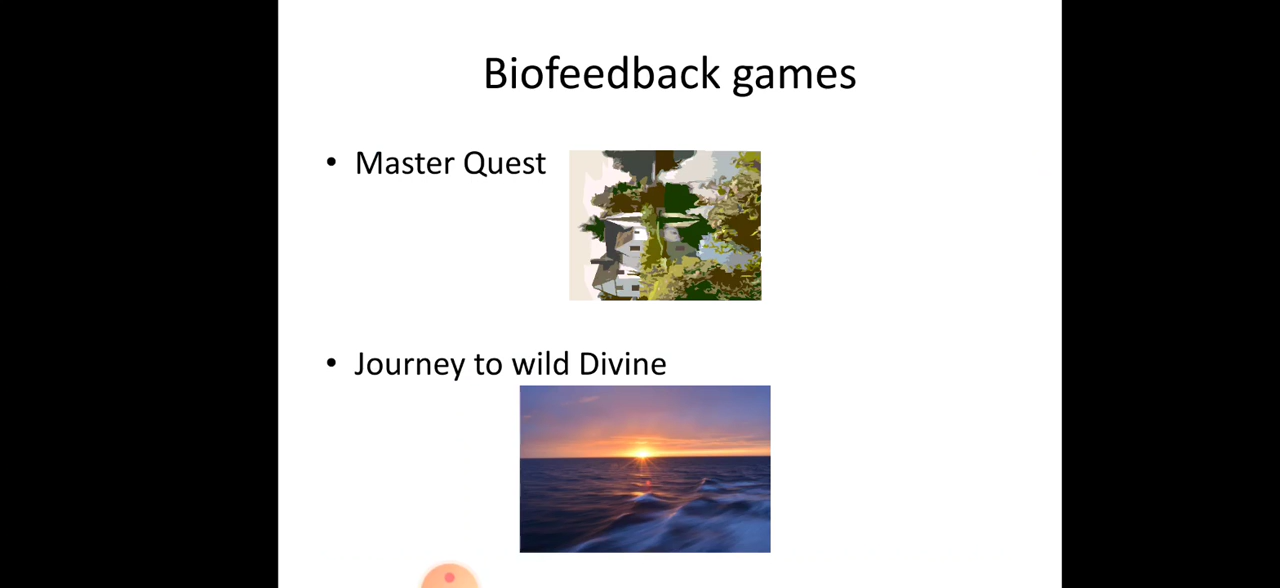 Biofeedback games
• Master Quest
• Journey to wild Divine